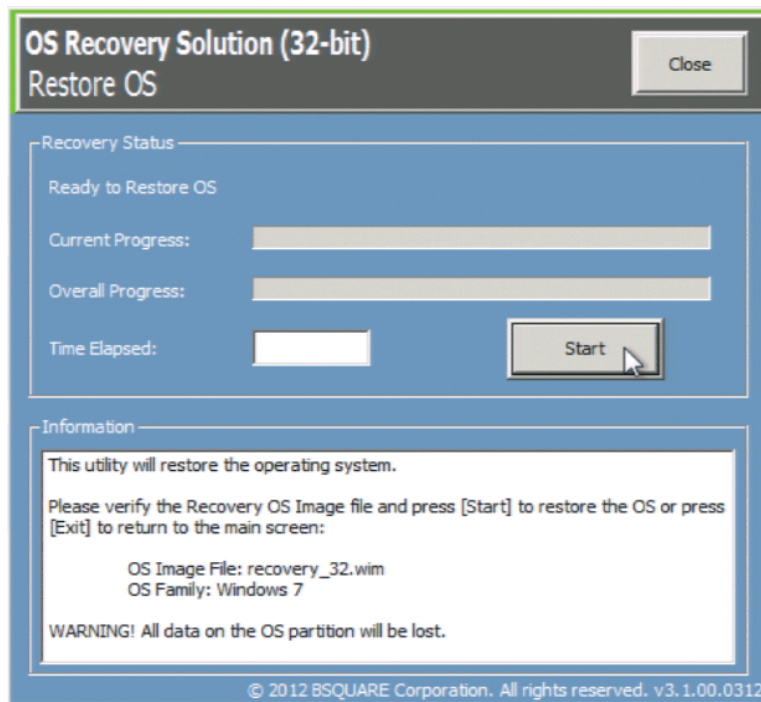 OS Recovery Solution (32-bit)
Restore OS
Close
Recovery Status
Ready to Restore OS
Current Progress:
Overall Progress:
Time Elapsed:
Start
Information
This utility will restore the operating system.
Please verify the Recovery OS Image file and press [Start] to restore the OS or press
[Exit] to return to the main screen:
OS Image File: recovery_32.wim
OS Family: Windows 7
WARNING! All data on the OS partition will be lost.
© 2012 BSQUARE Corporation. All rights reserved. v3.1.00.0312